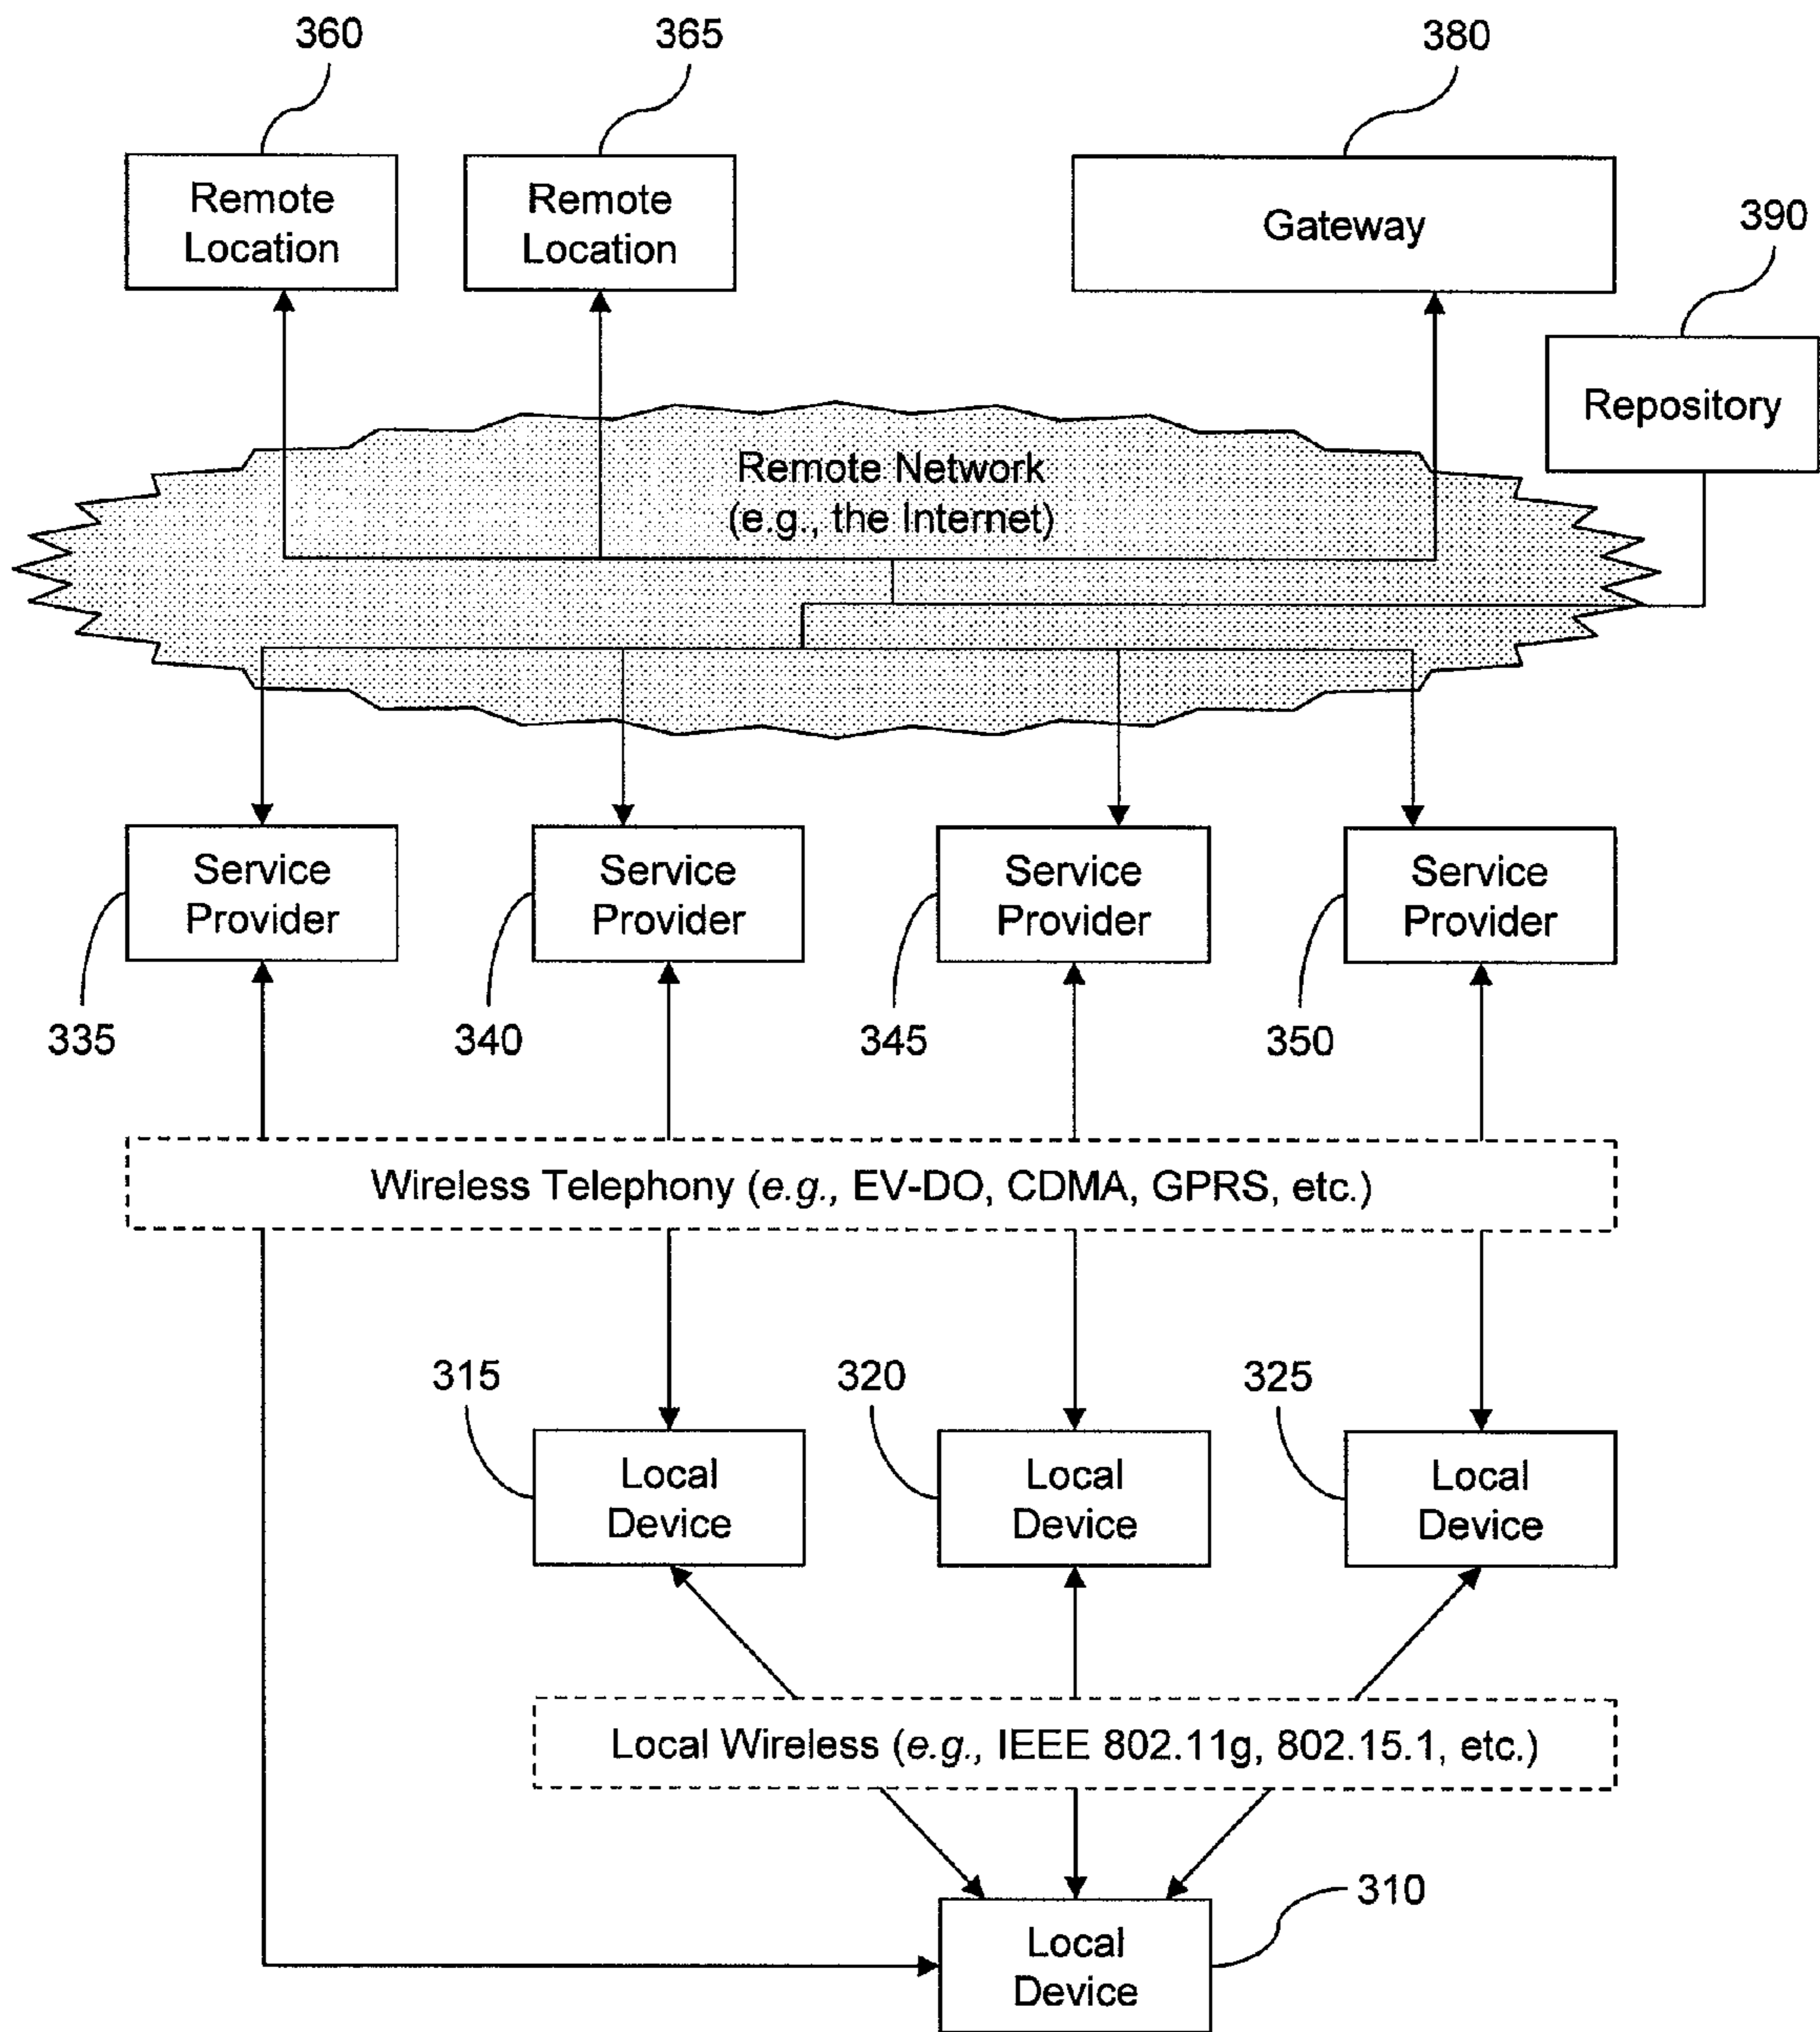 360
365
380
Remote
Location
Remote
Location
Gateway
390
Repository
Remote Network
(e.g., the Internet)
Service
Provider
Service
Provider
Service
Provider
Service
Provider
335
340
345
350
Wireless Telephony (e.g., EV-DO, CDMA, GPRS, etc.)
315
320
325
Local
Device
Local
Device
Local
Device
Local Wireless (e.g., IEEE 802.11g, 802.15.1, etc.)
310
Local
Device